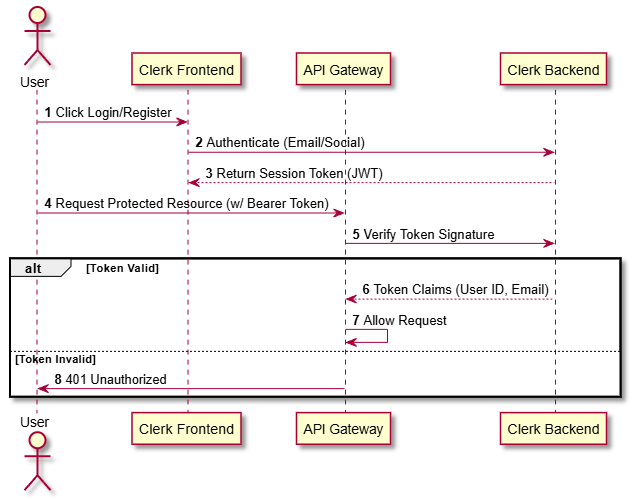 User
Clerk Frontend
API Gateway
Clerk Backend
1 Click Login/Register
2 Authenticate (Email/Social)
3 Return Session Token (JWT)
4 Request Protected Resource (w/ Bearer Token)
5 Verify Token Signature
alt
[Token Valid]
6 Token Claims (User ID, Email)
7 Allow Request
[Token Invalid]
8 401 Unauthorized
User
Clerk Frontend
API Gateway
Clerk Backend